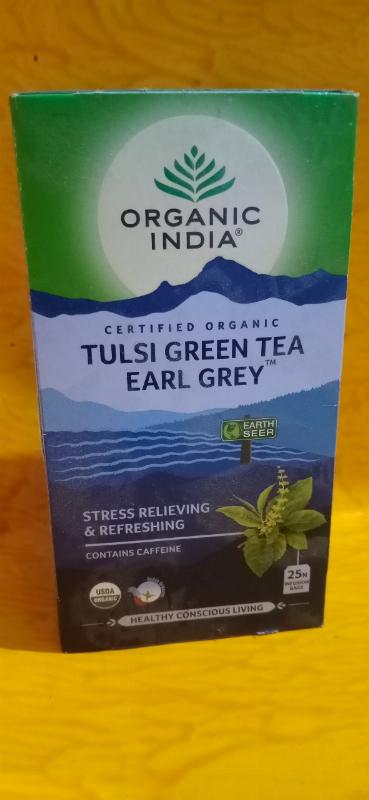 ORGANIC
INDIA®
CERTIFIED ORGANIC
TULSI GREEN TEA
EARL GREY™
EARTH
SEER
STRESS RELIEVING
& REFRESHING
CONTAINS CAFFEINE
25N
INFUSION
BAGS
USDA
ORGANIC
HEALTHY CONSCIOUS LIVING